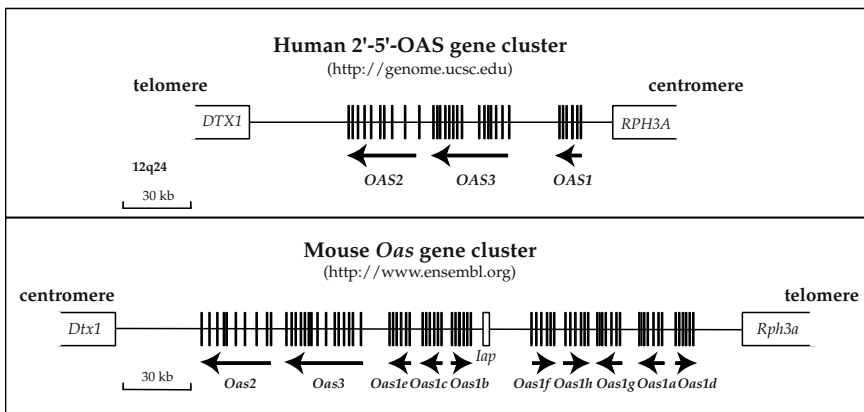 Human 2'-5'-OAS gene cluster
(http://genome.ucsc.edu)
telomere
centromere
DTX1
RPH3A
12q24
OAS2
OAS3
OAS1
30 kb
Mouse Oas gene cluster
(http://www.ensembl.org)
centromere
telomere
Dtx1
Rph3a
Iap
30 kb
Oas2
Oas3
Oas1e
Oas1c
Oas1b
Oas1f
Oas1h
Oas1g
Oas1a
Oas1d